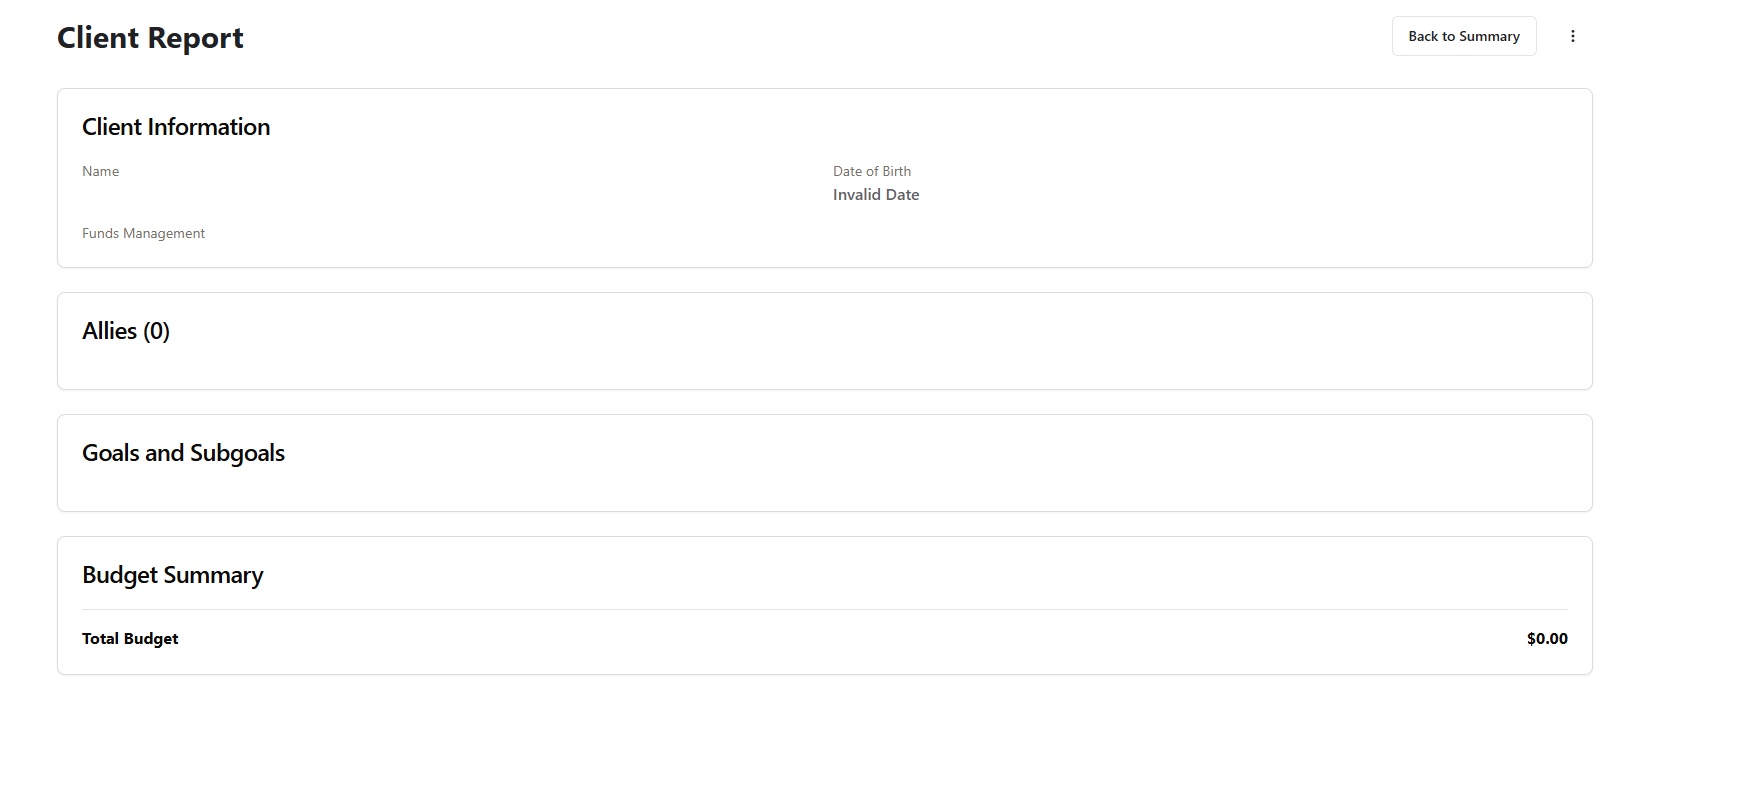 Client Report
Back to Summary
Client Information
Name
Date of Birth
Invalid Date
Funds Management
Allies (0)
Goals and Subgoals
Budget Summary
Total Budget $0.00